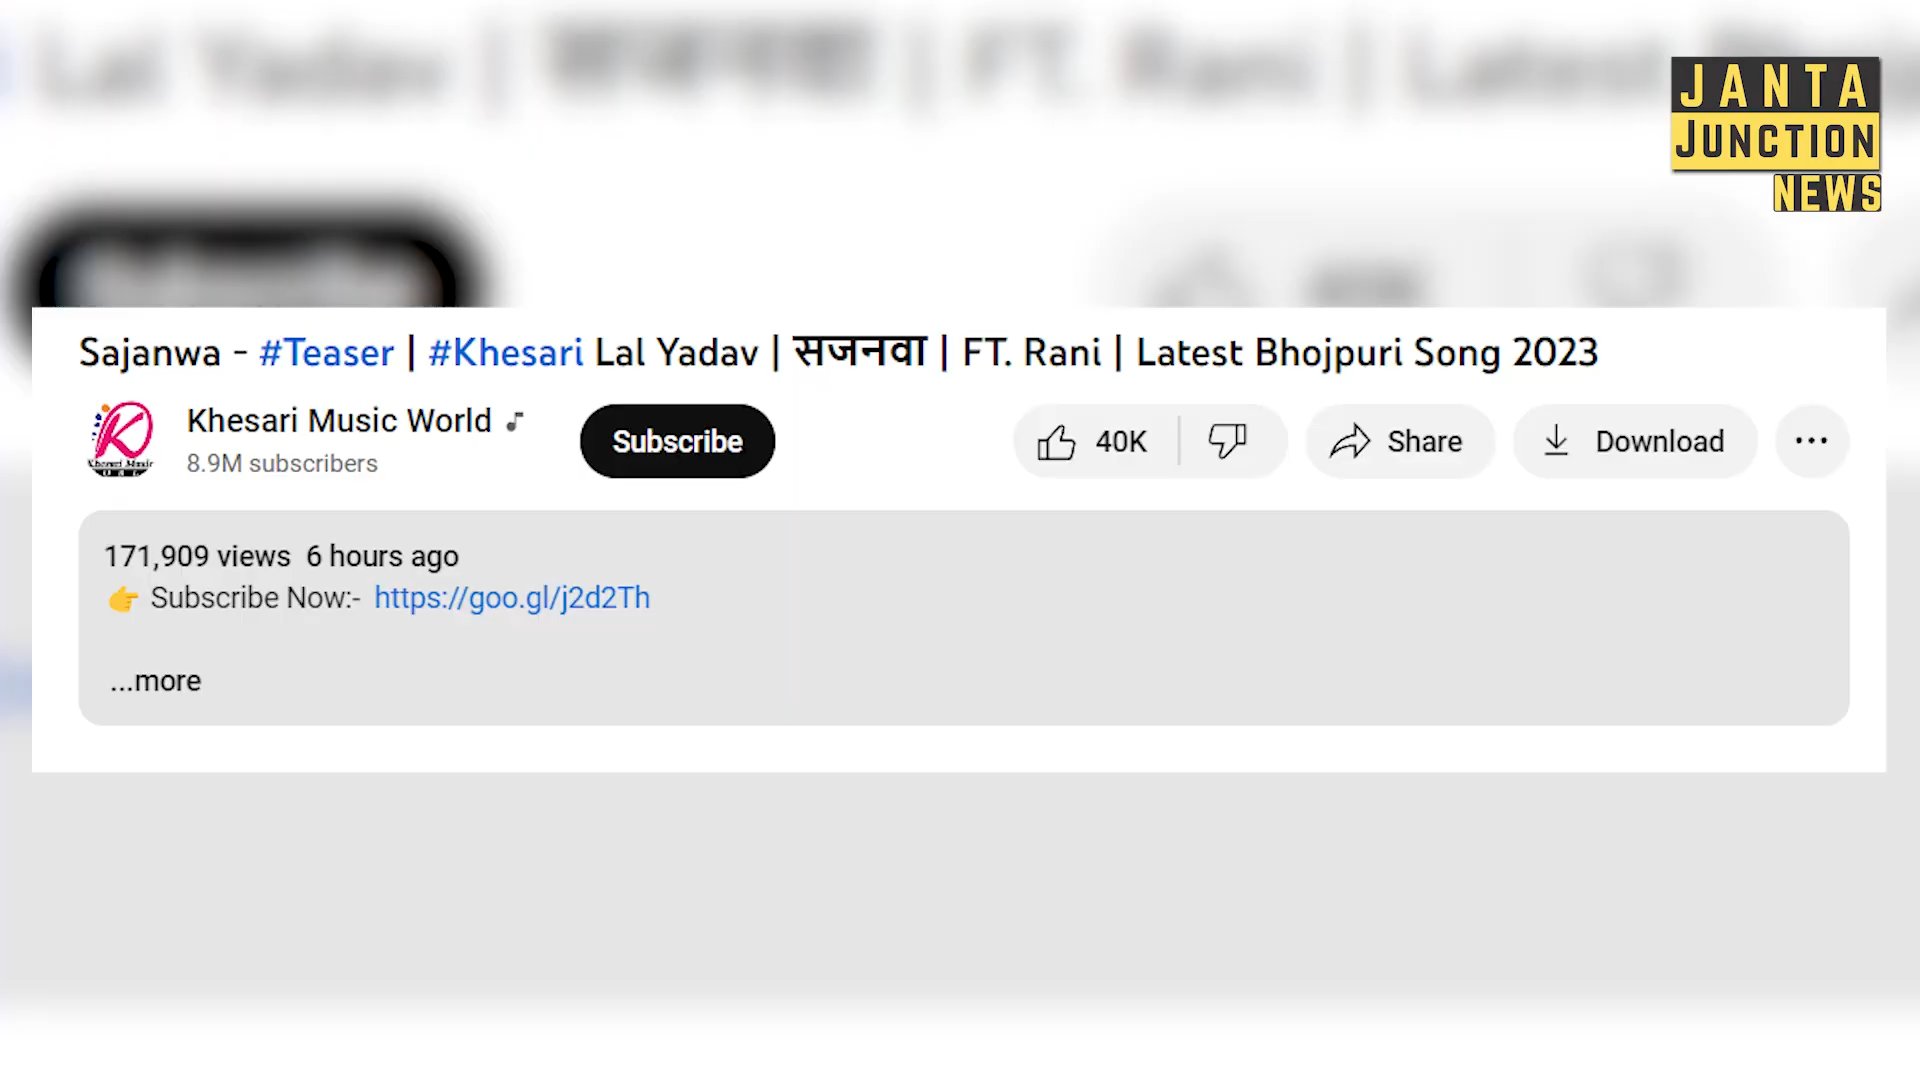 JANTA
JUNCTION
NEWS
Sajanwa - #Teaser | #Khesari Lal Yadav | सजनवा | FT. Rani | Latest Bhojpuri Song 2023
Khesari Music World
8.9M subscribers
Subscribe
40K
Share
Download
171,909 views 6 hours ago
👉 Subscribe Now:- https://goo.gl/j2d2Th
...more